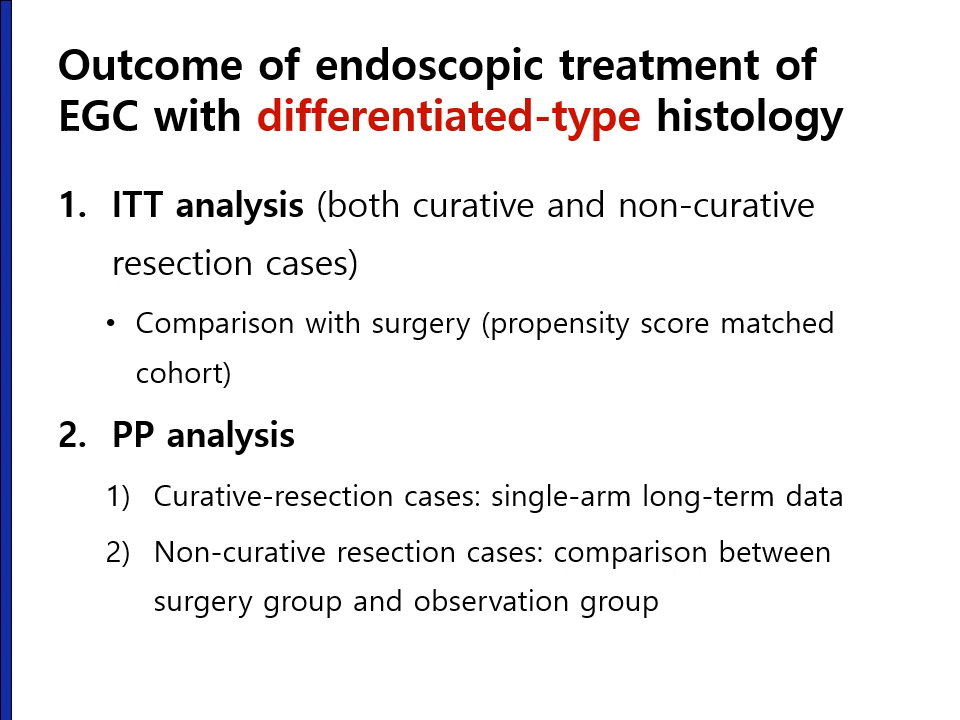 Outcome of endoscopic treatment of
EGC with differentiated-type histology
1. ITT analysis (both curative and non-curative
resection cases)
• Comparison with surgery (propensity score matched
cohort)
2. PP analysis
1) Curative-resection cases: single-arm long-term data
2) Non-curative resection cases: comparison between
surgery group and observation group